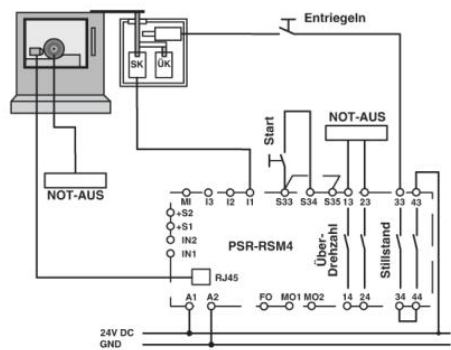 Entriegeln
SK ÜK
NOT-AUS
Start
NOT-AUS
MI I3 I2 I1 S33 S34 S35 13 23 33 43
+S2
+S1
IN2
IN1
PSR-RSM4
Über-
Drehzahl
Stillstand
RJ45
A1 A2 FO MO1 MO2 14 24 34 44
24V DC
GND